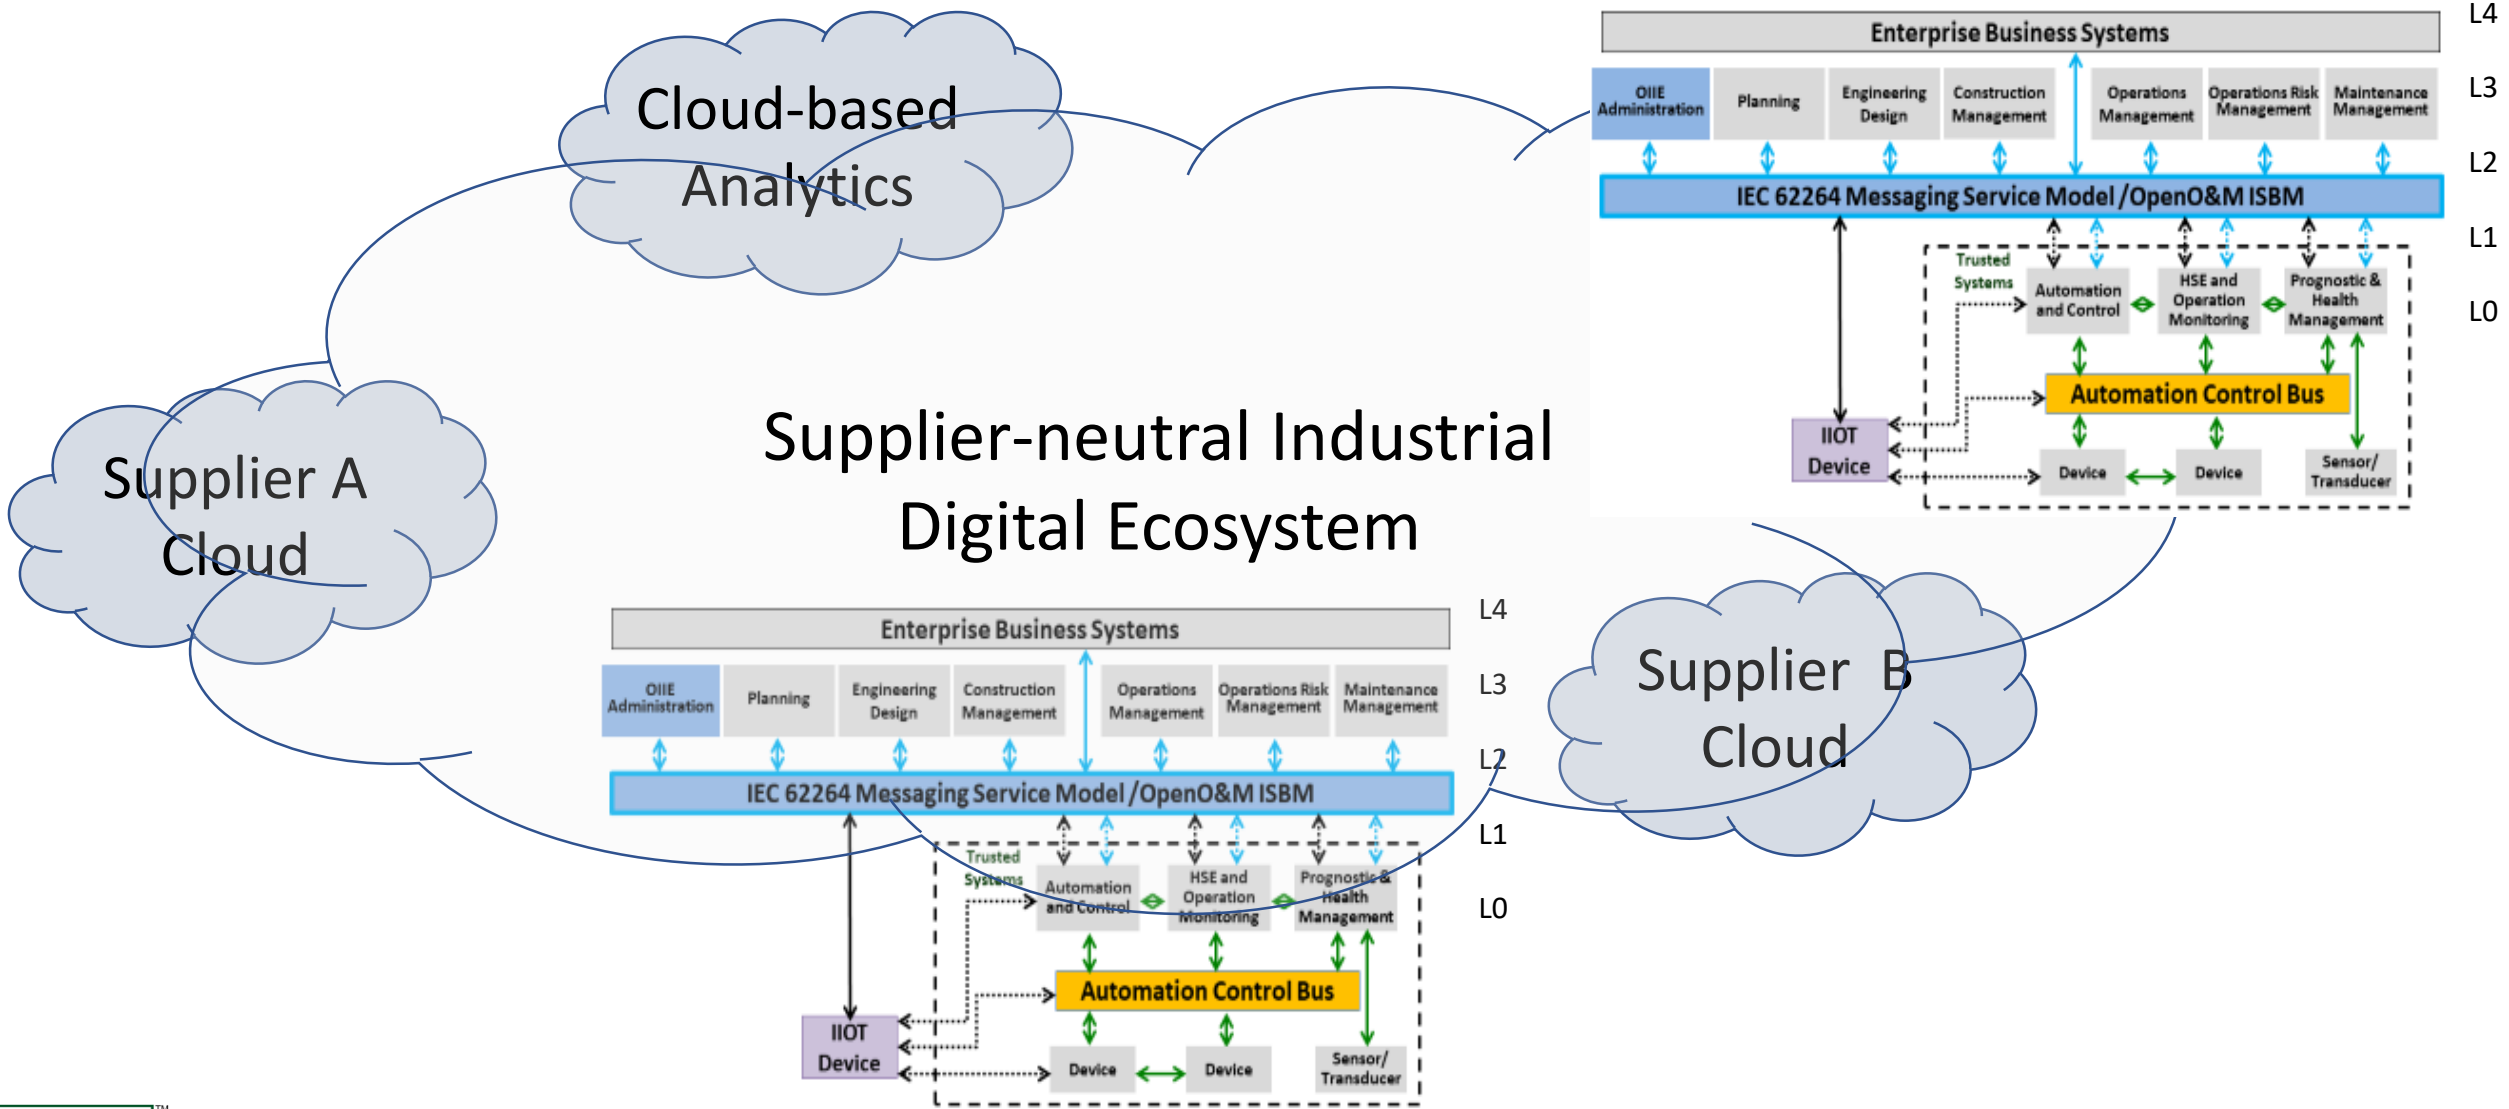 Cloud-based
Analytics
Supplier A
Cloud
Supplier-neutral Industrial
Digital Ecosystem
Supplier B
Cloud
Enterprise Business Systems
OIIE
Administration
Planning
Engineering
Design
Construction
Management
Operations
Management
Operations Risk
Management
Maintenance
Management
IEC 62264 Messaging Service Model /OpenO&M ISBM
Trusted
Systems
Automation
and Control
HSE and
Operation
Monitoring
Prognostic &
Health
Management
Automation Control Bus
IIOT
Device
Device
Device
Sensor/
Transducer
L4
L3
L2
L1
L0
Enterprise Business Systems
OIIE
Administration
Planning
Engineering
Design
Construction
Management
Operations
Management
Operations Risk
Management
Maintenance
Management
IEC 62264 Messaging Service Model /OpenO&M ISBM
Trusted
Systems
Automation
and Control
HSE and
Operation
Monitoring
Prognostic &
Health
Management
Automation Control Bus
IIOT
Device
Device
Device
Sensor/
Transducer
L4
L3
L2
L1
L0
TM